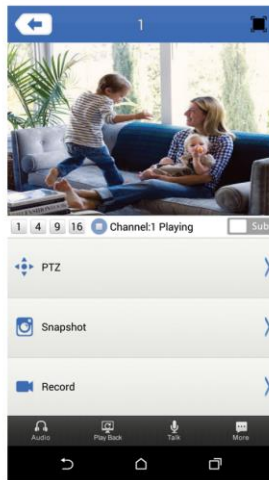 1
1 4 9 16 Channel:1 Playing Sub
PTZ
Snapshot
Record
Audio Play Back Talk More